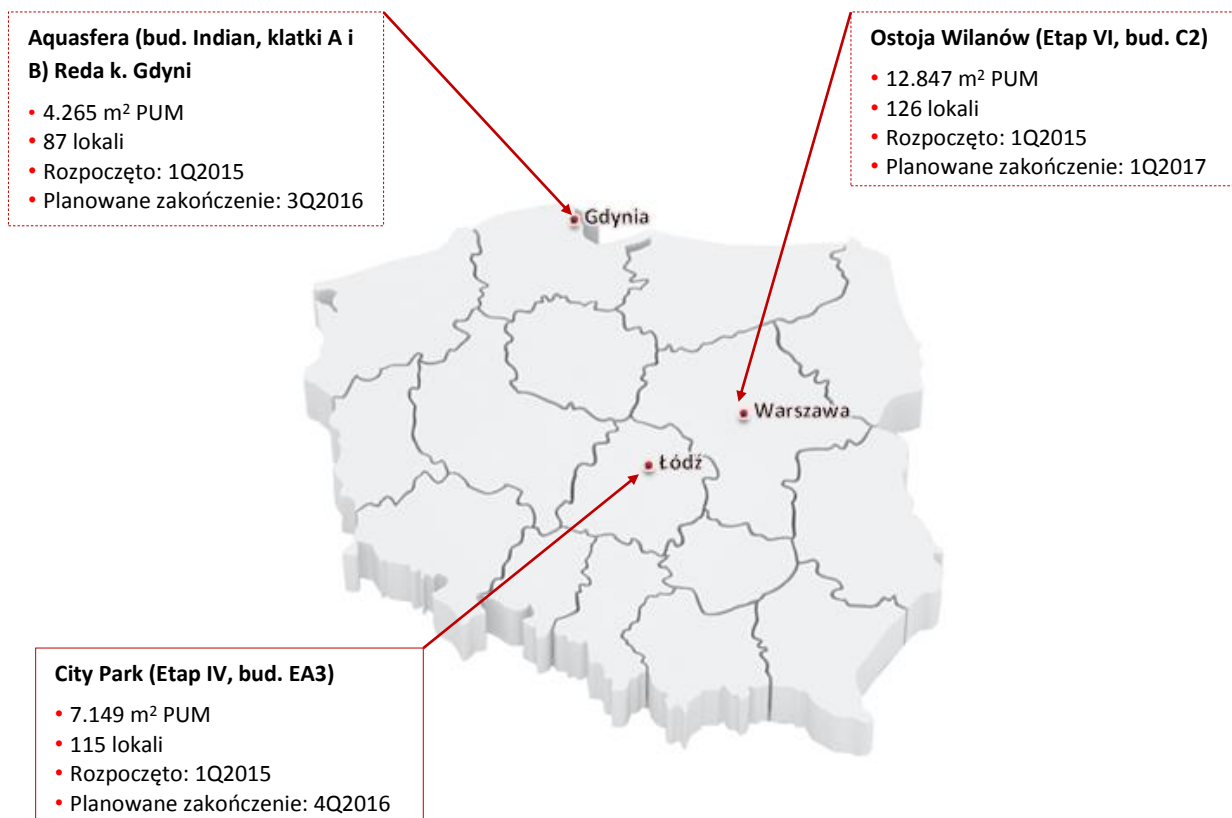 Aquasfera (bud. Indian, klatki A i
B) Reda k. Gdyni
• 4.265 m² PUM
• 87 lokali
• Rozpoczęto: 1Q2015
• Planowane zakończenie: 3Q2016
Ostoja Wilanów (Etap VI, bud. C2)
• 12.847 m² PUM
• 126 lokali
• Rozpoczęto: 1Q2015
• Planowane zakończenie: 1Q2017
Gdynia
Warszawa
Łódź
City Park (Etap IV, bud. EA3)
• 7.149 m² PUM
• 115 lokali
• Rozpoczęto: 1Q2015
• Planowane zakończenie: 4Q2016